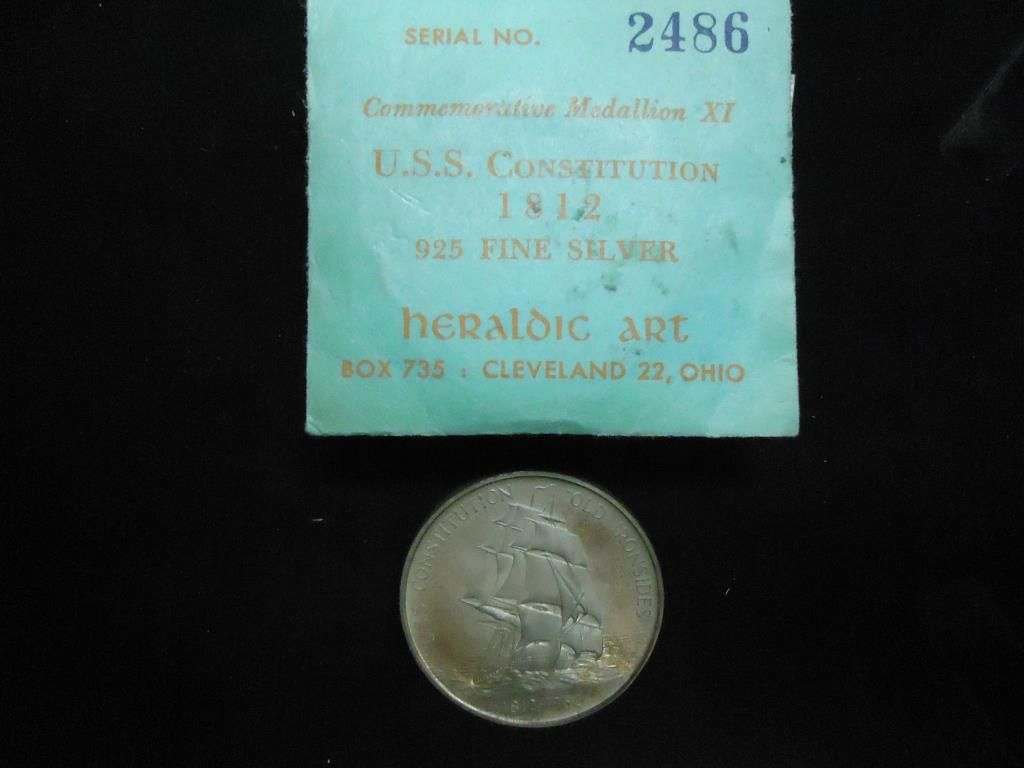 SERIAL NO. 2486
Commemorative Medallion XI
U.S.S. CONSTITUTION
1812
925 FINE SILVER
heraldic art
BOX 735 : CLEVELAND 22, OHIO
CONSTITUTION "OLD IRONSIDES